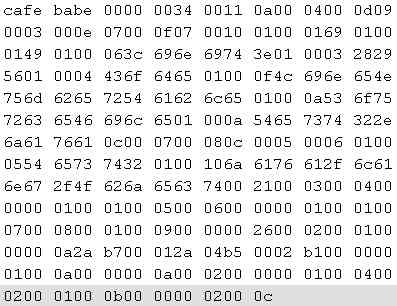 cafe babe 0000 0034 0011 0a00 0400 0d09
0003 000e 0700 0f07 0010 0100 0169 0100
0149 0100 063c 696e 6974 3e01 0003 2829
5601 0004 436f 6465 0100 0f4c 696e 654e
756d 6265 7254 6162 6c65 0100 0a53 6f75
7263 6546 696c 6501 000a 5465 7374 322e
6a61 7661 0c00 0700 080c 0005 0006 0100
0554 6573 7432 0100 106a 6176 612f 6c61
6e67 2f4f 626a 6563 7400 2100 0300 0400
0000 0100 0100 0500 0600 0000 0100 0100
0700 0800 0100 0900 0000 2600 0200 0100
0000 0a2a b700 012a 04b5 0002 b100 0000
0100 0a00 0000 0a00 0200 0000 0100 0400
0200 0100 0b00 0000 0200 0c